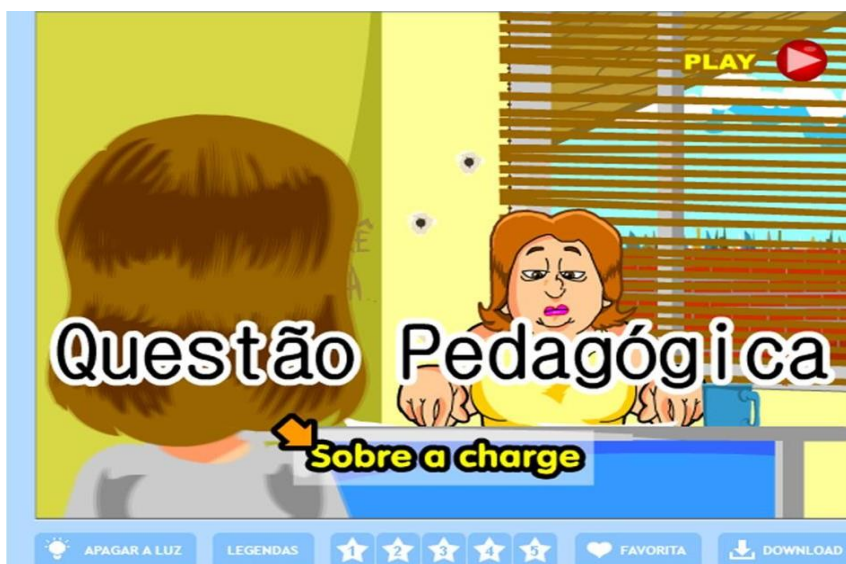 PLAY
Questão Pedagógica
Sobre a charge
APAGAR A LUZ
LEGENDAS
1 2 3 4 5
FAVORITA
DOWNLOAD